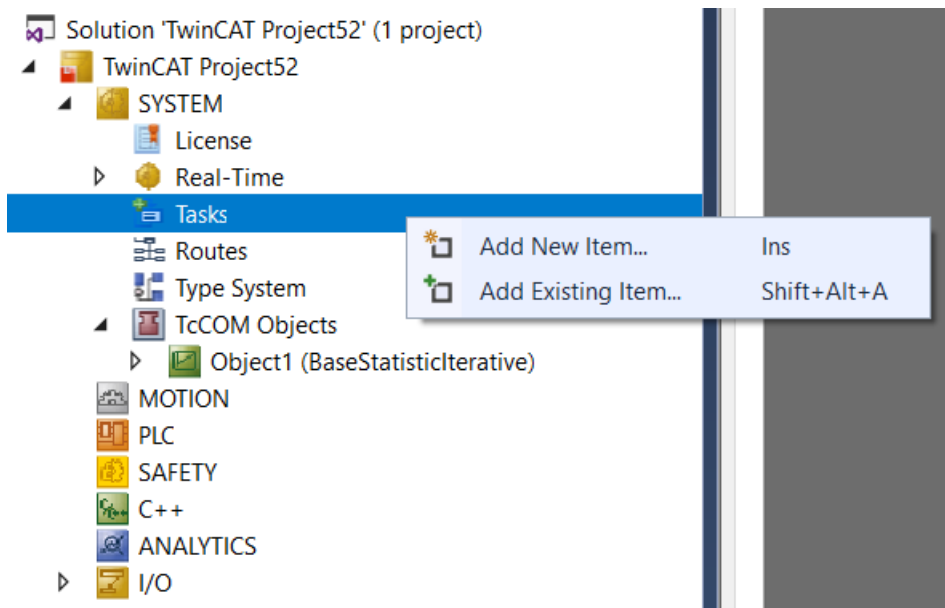 Solution 'TwinCAT Project52' (1 project)
TwinCAT Project52
SYSTEM
License
Real-Time
Tasks
Add New Item... Ins
Routes
Add Existing Item... Shift+Alt+A
Type System
TcCOM Objects
Object1 (BaseStatisticIterative)
MOTION
PLC
SAFETY
C++
ANALYTICS
I/O